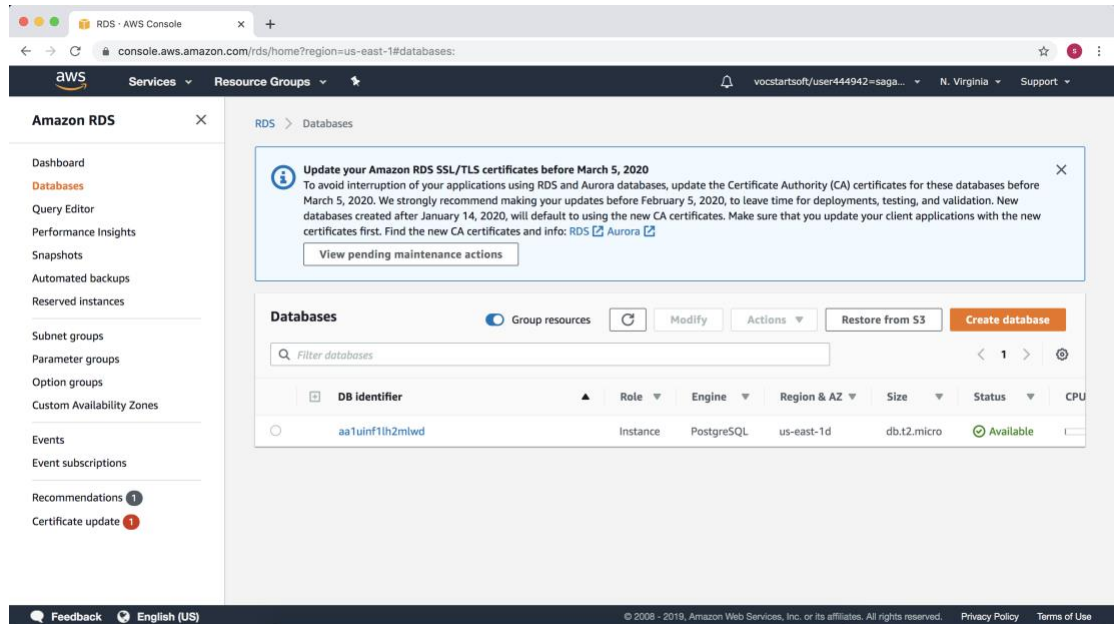 RDS · AWS Console
console.aws.amazon.com/rds/home?region=us-east-1#databases:
S
aws Services Resource Groups vocstartsoft/user444942=saga... N. Virginia Support
Amazon RDS
Dashboard
Databases
Query Editor
Performance Insights
Snapshots
Automated backups
Reserved instances
Subnet groups
Parameter groups
Option groups
Custom Availability Zones
Events
Event subscriptions
Recommendations 1
Certificate update 1
RDS > Databases
Update your Amazon RDS SSL/TLS certificates before March 5, 2020
To avoid interruption of your applications using RDS and Aurora databases, update the Certificate Authority (CA) certificates for these databases before
March 5, 2020. We strongly recommend making your updates before February 5, 2020, to leave time for deployments, testing, and validation. New
databases created after January 14, 2020, will default to using the new CA certificates. Make sure that you update your client applications with the new
certificates first. Find the new CA certificates and info: RDS Aurora
View pending maintenance actions
Databases Group resources Modify Actions Restore from S3 Create database
Filter databases 1
DB identifier Role Engine Region & AZ Size Status CPU
aa1uinf1lh2mlwd Instance PostgreSQL us-east-1d db.t2.micro Available
Feedback English (US) © 2008 - 2019, Amazon Web Services, Inc. or its affiliates. All rights reserved. Privacy Policy Terms of Use